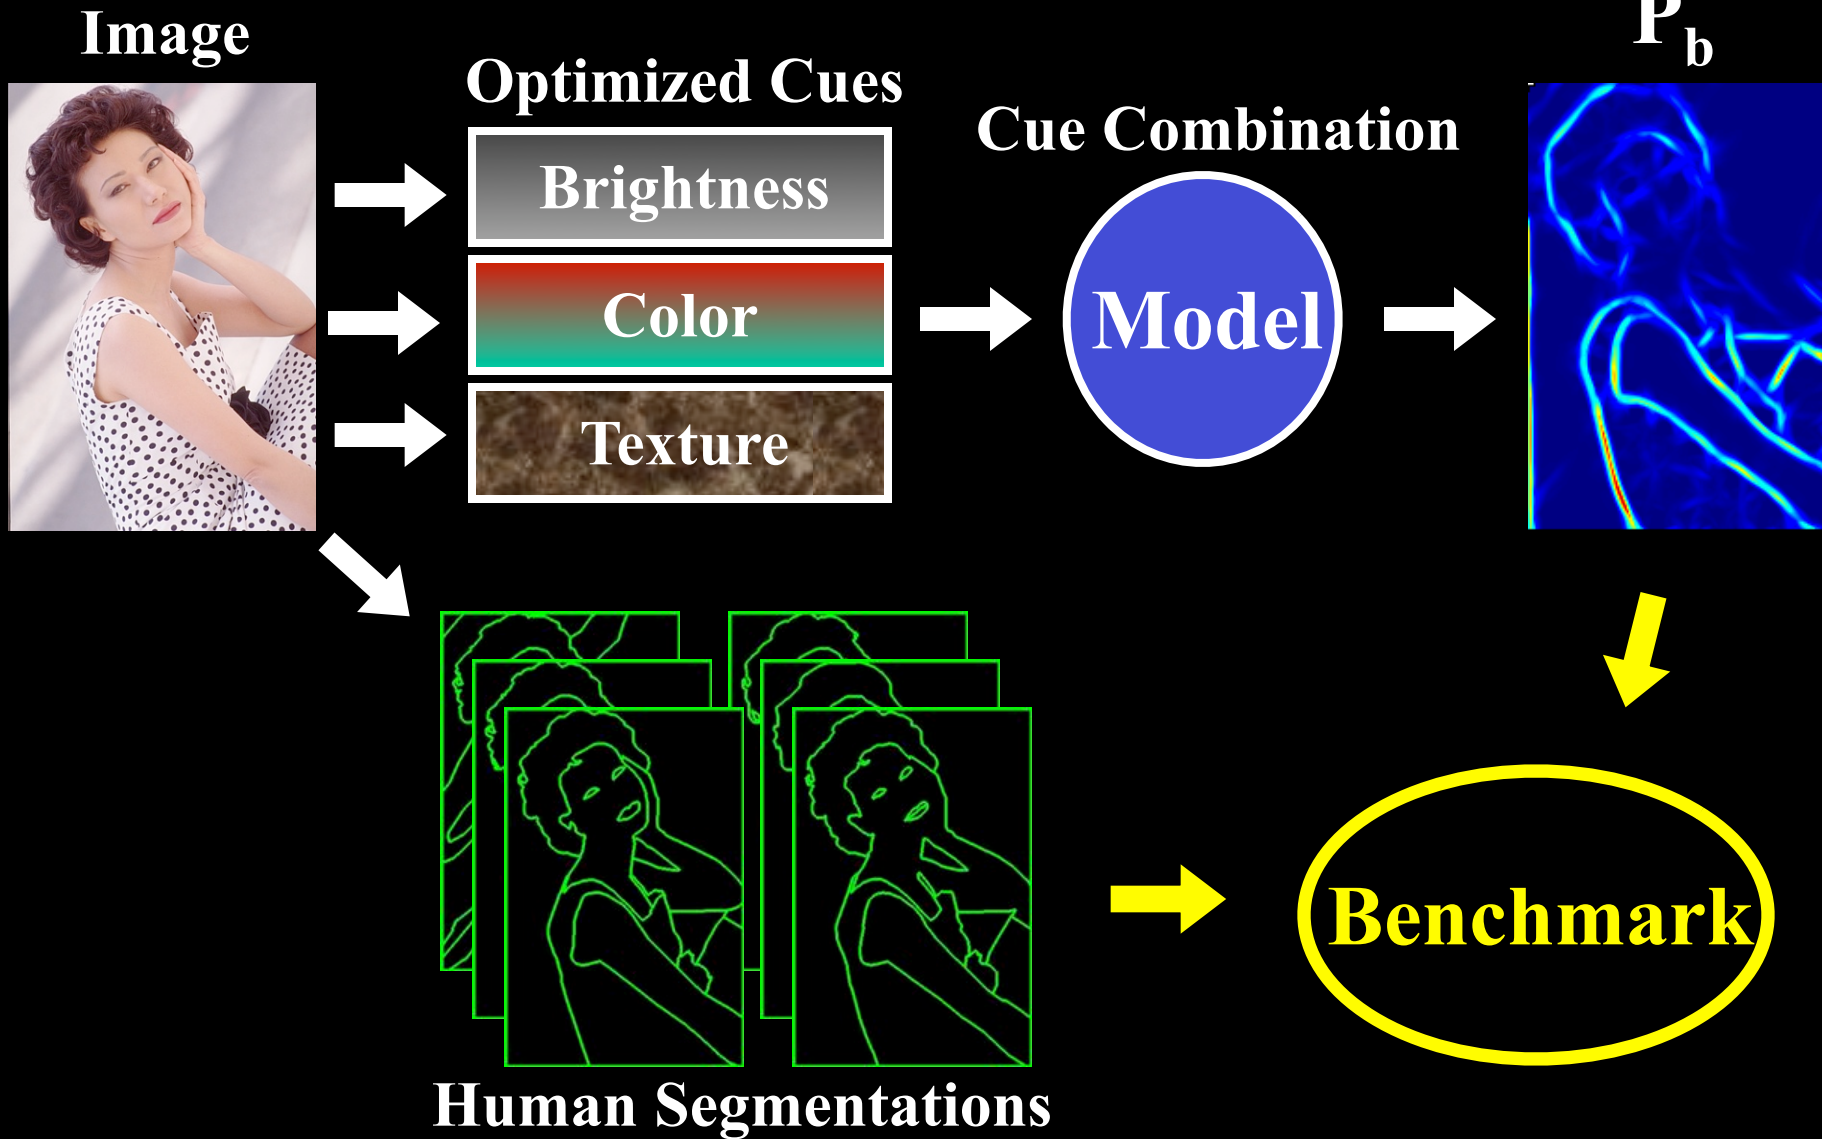 Image
P
b
Optimized Cues
Cue Combination
Brightness
Color
Model
Texture
Benchmark
Human Segmentations